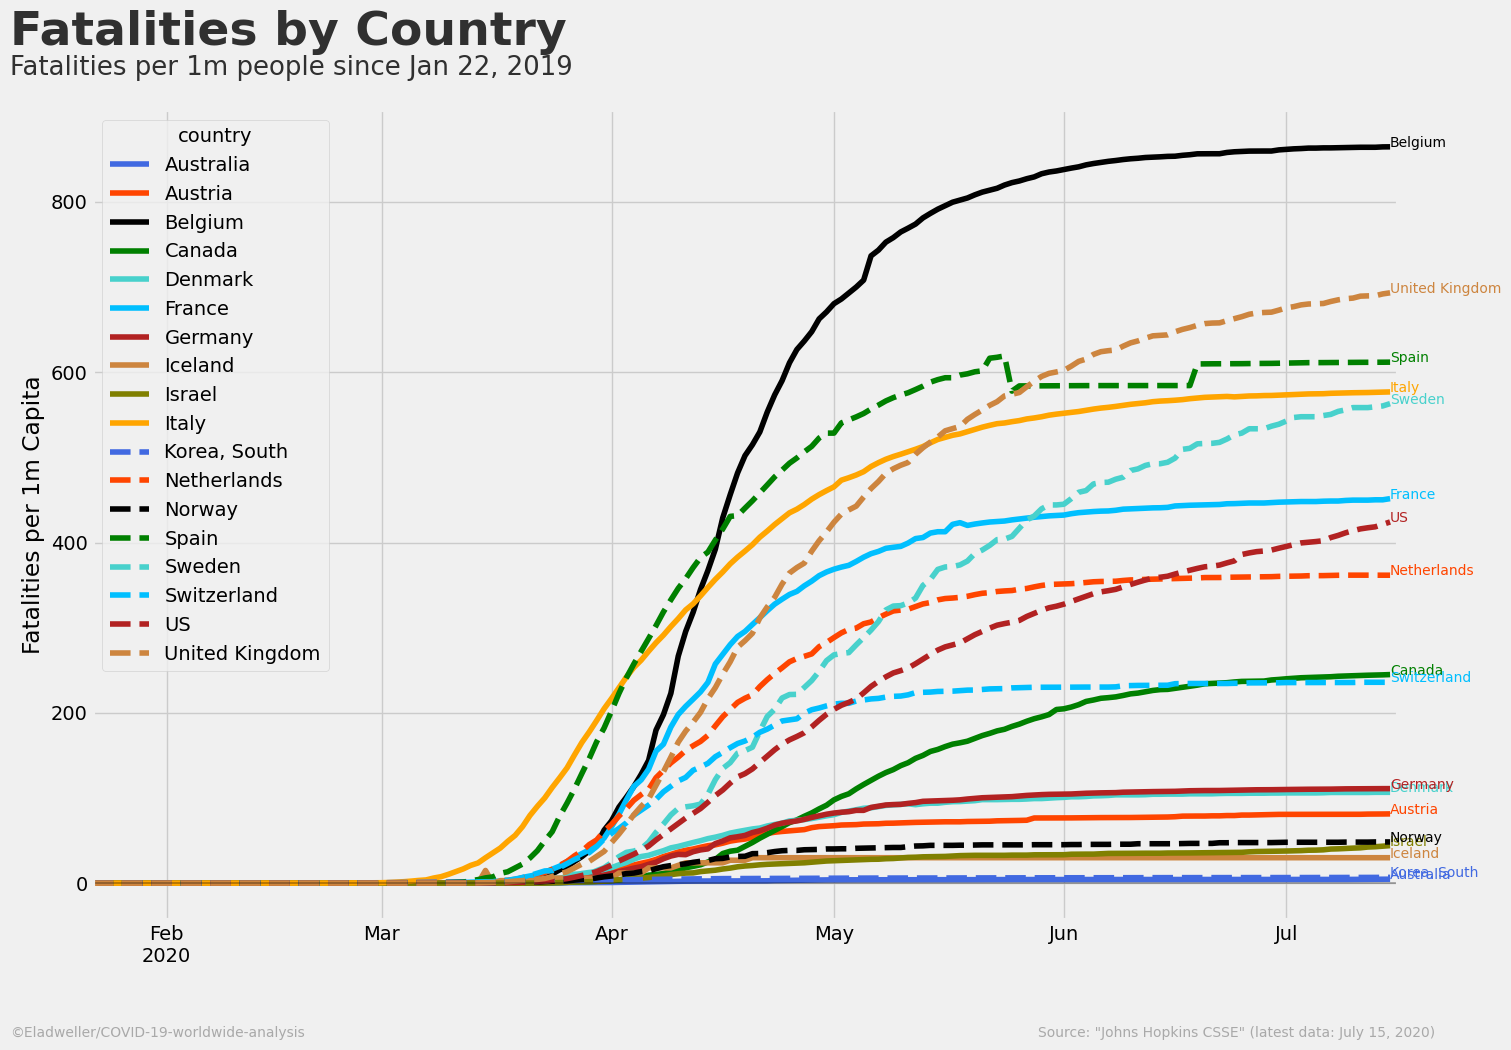 Fatalities by Country
Fatalities per 1m people since Jan 22, 2019
country
Australia
Austria
Belgium
Canada
Denmark
France
Germany
Iceland
Israel
Italy
Korea, South
Netherlands
Norway
Spain
Sweden
Switzerland
US
United Kingdom
Fatalities per 1m Capita
800
600
400
200
0
Belgium
United Kingdom
Spain
Italy
Sweden
France
US
Netherlands
Canada
Switzerland
Germany
Denmark
Austria
Norway
Israel
Iceland
Korea, South
Australia
Feb Mar Apr May Jun Jul
2020
©Eladweller/COVID-19-worldwide-analysis
Source: "Johns Hopkins CSSE" (latest data: July 15, 2020)